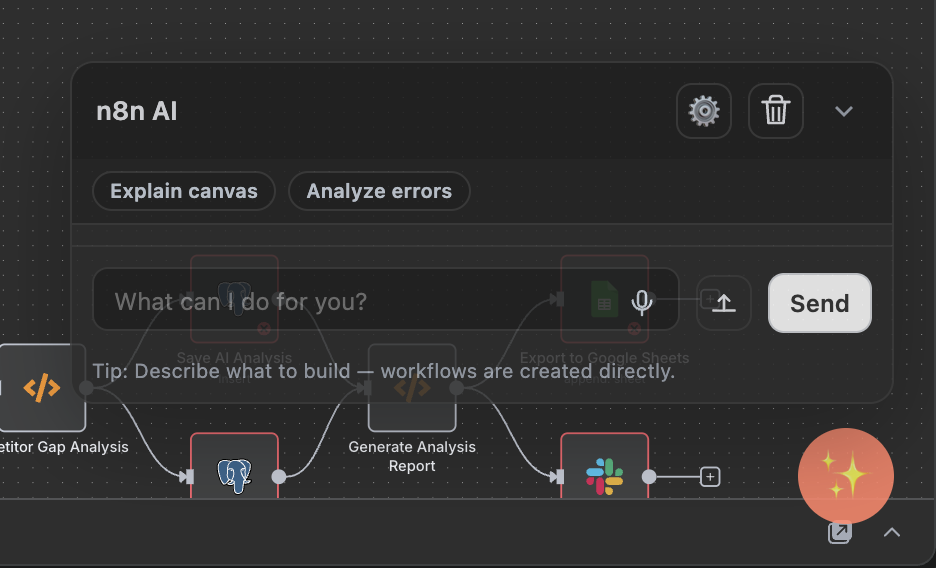 n8n AI
Explain canvas
Analyze errors
What can I do for you?
Send
Save AI Analysis
insert
Export to Google Sheets
append: sheet
Tip: Describe what to build — workflows are created directly.
etitor Gap Analysis
Generate Analysis
Report